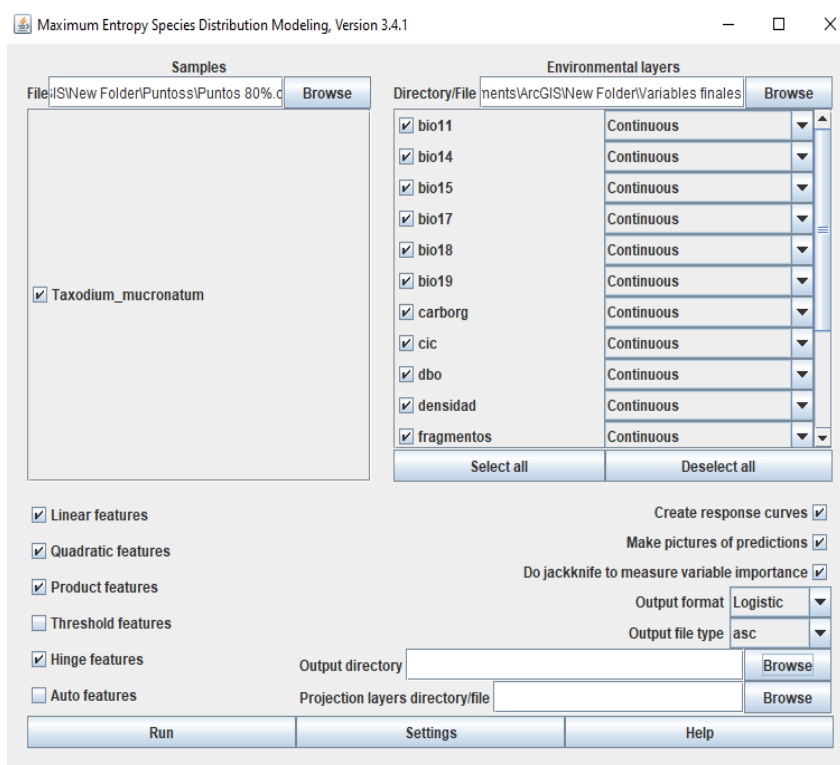 Maximum Entropy Species Distribution Modeling, Version 3.4.1
Samples
File IS\New Folder\Puntoss\Puntos 80%.c Browse
Taxodium_mucronatum
Environmental layers
Directory/File ments\ArcGIS\New Folder\Variables finales Browse
bio11 Continuous
bio14 Continuous
bio15 Continuous
bio17 Continuous
bio18 Continuous
bio19 Continuous
carborg Continuous
cic Continuous
dbo Continuous
densidad Continuous
fragmentos Continuous
Select all Deselect all
Linear features
Quadratic features
Product features
Threshold features
Hinge features
Auto features
Create response curves
Make pictures of predictions
Do jackknife to measure variable importance
Output format Logistic
Output file type asc
Output directory Browse
Projection layers directory/file Browse
Run Settings Help